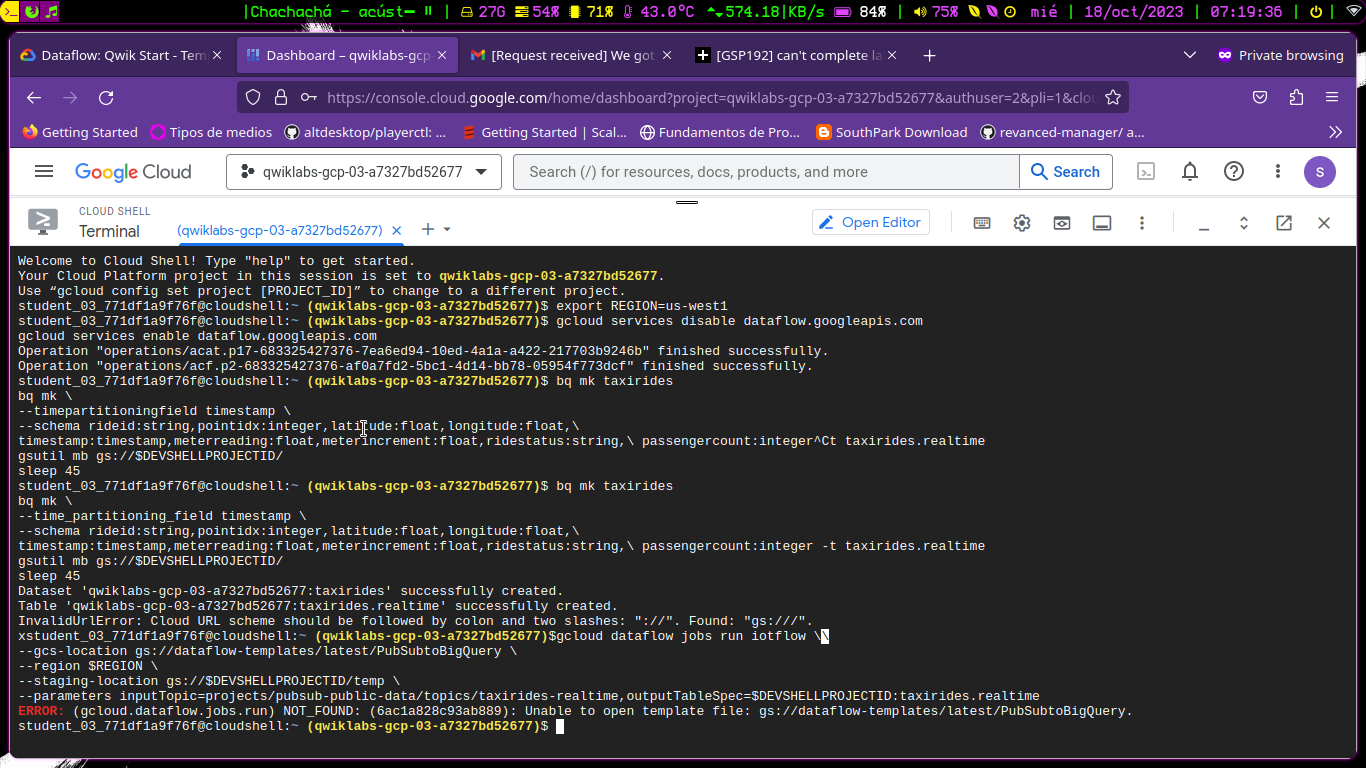 |Chachachá - acúst━ 27G 54% 71% 43.0°C 574.18|KB/s 84% 75% mié | 18/oct/2023 | 07:19:36
Dataflow: Qwik Start - Tem
Dashboard – qwiklabs-gcp-
[Request received] We got
[GSP192] can't complete la
Private browsing
https://console.cloud.google.com/home/dashboard?project=qwiklabs-gcp-03-a7327bd52677&authuser=2&pli=1&clou
Getting Started
Tipos de medios
altdesktop/playerctl: ...
Getting Started | Scal...
Fundamentos de Pro...
SouthPark Download
revanced-manager/ a...
Google Cloud
qwiklabs-gcp-03-a7327bd52677
Search (/) for resources, docs, products, and more
Search
S
CLOUD SHELL
Terminal
(qwiklabs-gcp-03-a7327bd52677)
Open Editor
Welcome to Cloud Shell! Type "help" to get started.
Your Cloud Platform project in this session is set to qwiklabs-gcp-03-a7327bd52677.
Use “gcloud config set project [PROJECT_ID]” to change to a different project.
student_03_771df1a9f76f@cloudshell:~ (qwiklabs-gcp-03-a7327bd52677)$ export REGION=us-west1
student_03_771df1a9f76f@cloudshell:~ (qwiklabs-gcp-03-a7327bd52677)$ gcloud services disable dataflow.googleapis.com
gcloud services enable dataflow.googleapis.com
Operation "operations/acat.p17-683325427376-7ea6ed94-10ed-4a1a-a422-217703b9246b" finished successfully.
Operation "operations/acf.p2-683325427376-af0a7fd2-5bc1-4d14-bb78-05954f773dcf" finished successfully.
student_03_771df1a9f76f@cloudshell:~ (qwiklabs-gcp-03-a7327bd52677)$ bq mk taxirides
bq mk \
--timepartitioningfield timestamp \
--schema rideid:string,pointidx:integer,latitude:float,longitude:float,\
timestamp:timestamp,meterreading:float,meterincrement:float,ridestatus:string,\ passengercount:integer^Ct taxirides.realtime
gsutil mb gs://$DEVSHELLPROJECTID/
sleep 45
student_03_771df1a9f76f@cloudshell:~ (qwiklabs-gcp-03-a7327bd52677)$ bq mk taxirides
bq mk \
--time_partitioning_field timestamp \
--schema rideid:string,pointidx:integer,latitude:float,longitude:float,\
timestamp:timestamp,meterreading:float,meterincrement:float,ridestatus:string,\ passengercount:integer -t taxirides.realtime
gsutil mb gs://$DEVSHELLPROJECTID/
sleep 45
Dataset 'qwiklabs-gcp-03-a7327bd52677:taxirides' successfully created.
Table 'qwiklabs-gcp-03-a7327bd52677:taxirides.realtime' successfully created.
InvalidUrlError: Cloud URL scheme should be followed by colon and two slashes: "://". Found: "gs:///".
xstudent_03_771df1a9f76f@cloudshell:~ (qwiklabs-gcp-03-a7327bd52677)$gcloud dataflow jobs run iotflow \\
--gcs-location gs://dataflow-templates/latest/PubSubtoBigQuery \
--region $REGION \
--staging-location gs://$DEVSHELLPROJECTID/temp \
--parameters inputTopic=projects/pubsub-public-data/topics/taxirides-realtime,outputTableSpec=$DEVSHELLPROJECTID:taxirides.realtime
ERROR: (gcloud.dataflow.jobs.run) NOT_FOUND: (6ac1a828c93ab889): Unable to open template file: gs://dataflow-templates/latest/PubSubtoBigQuery.
student_03_771df1a9f76f@cloudshell:~ (qwiklabs-gcp-03-a7327bd52677)$